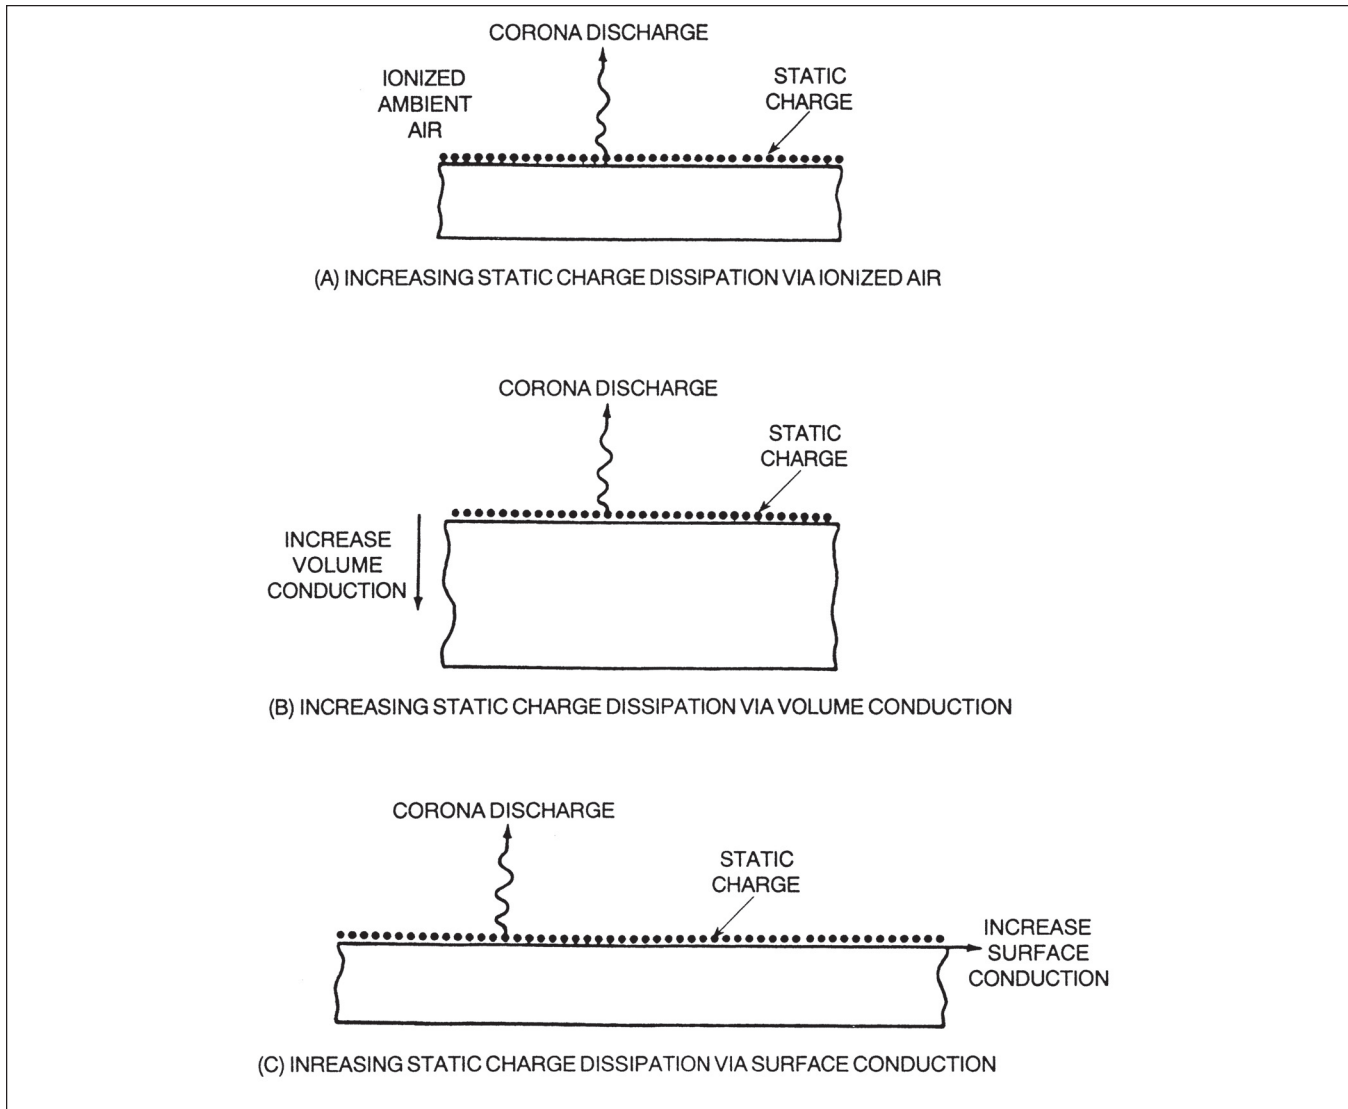 CORONA DISCHARGE
IONIZED
AMBIENT
AIR
STATIC
CHARGE
(A) INCREASING STATIC CHARGE DISSIPATION VIA IONIZED AIR
CORONA DISCHARGE
STATIC
CHARGE
INCREASE
VOLUME
CONDUCTION
(B) INCREASING STATIC CHARGE DISSIPATION VIA VOLUME CONDUCTION
CORONA DISCHARGE
STATIC
CHARGE
INCREASE
SURFACE
CONDUCTION
(C) INREASING STATIC CHARGE DISSIPATION VIA SURFACE CONDUCTION